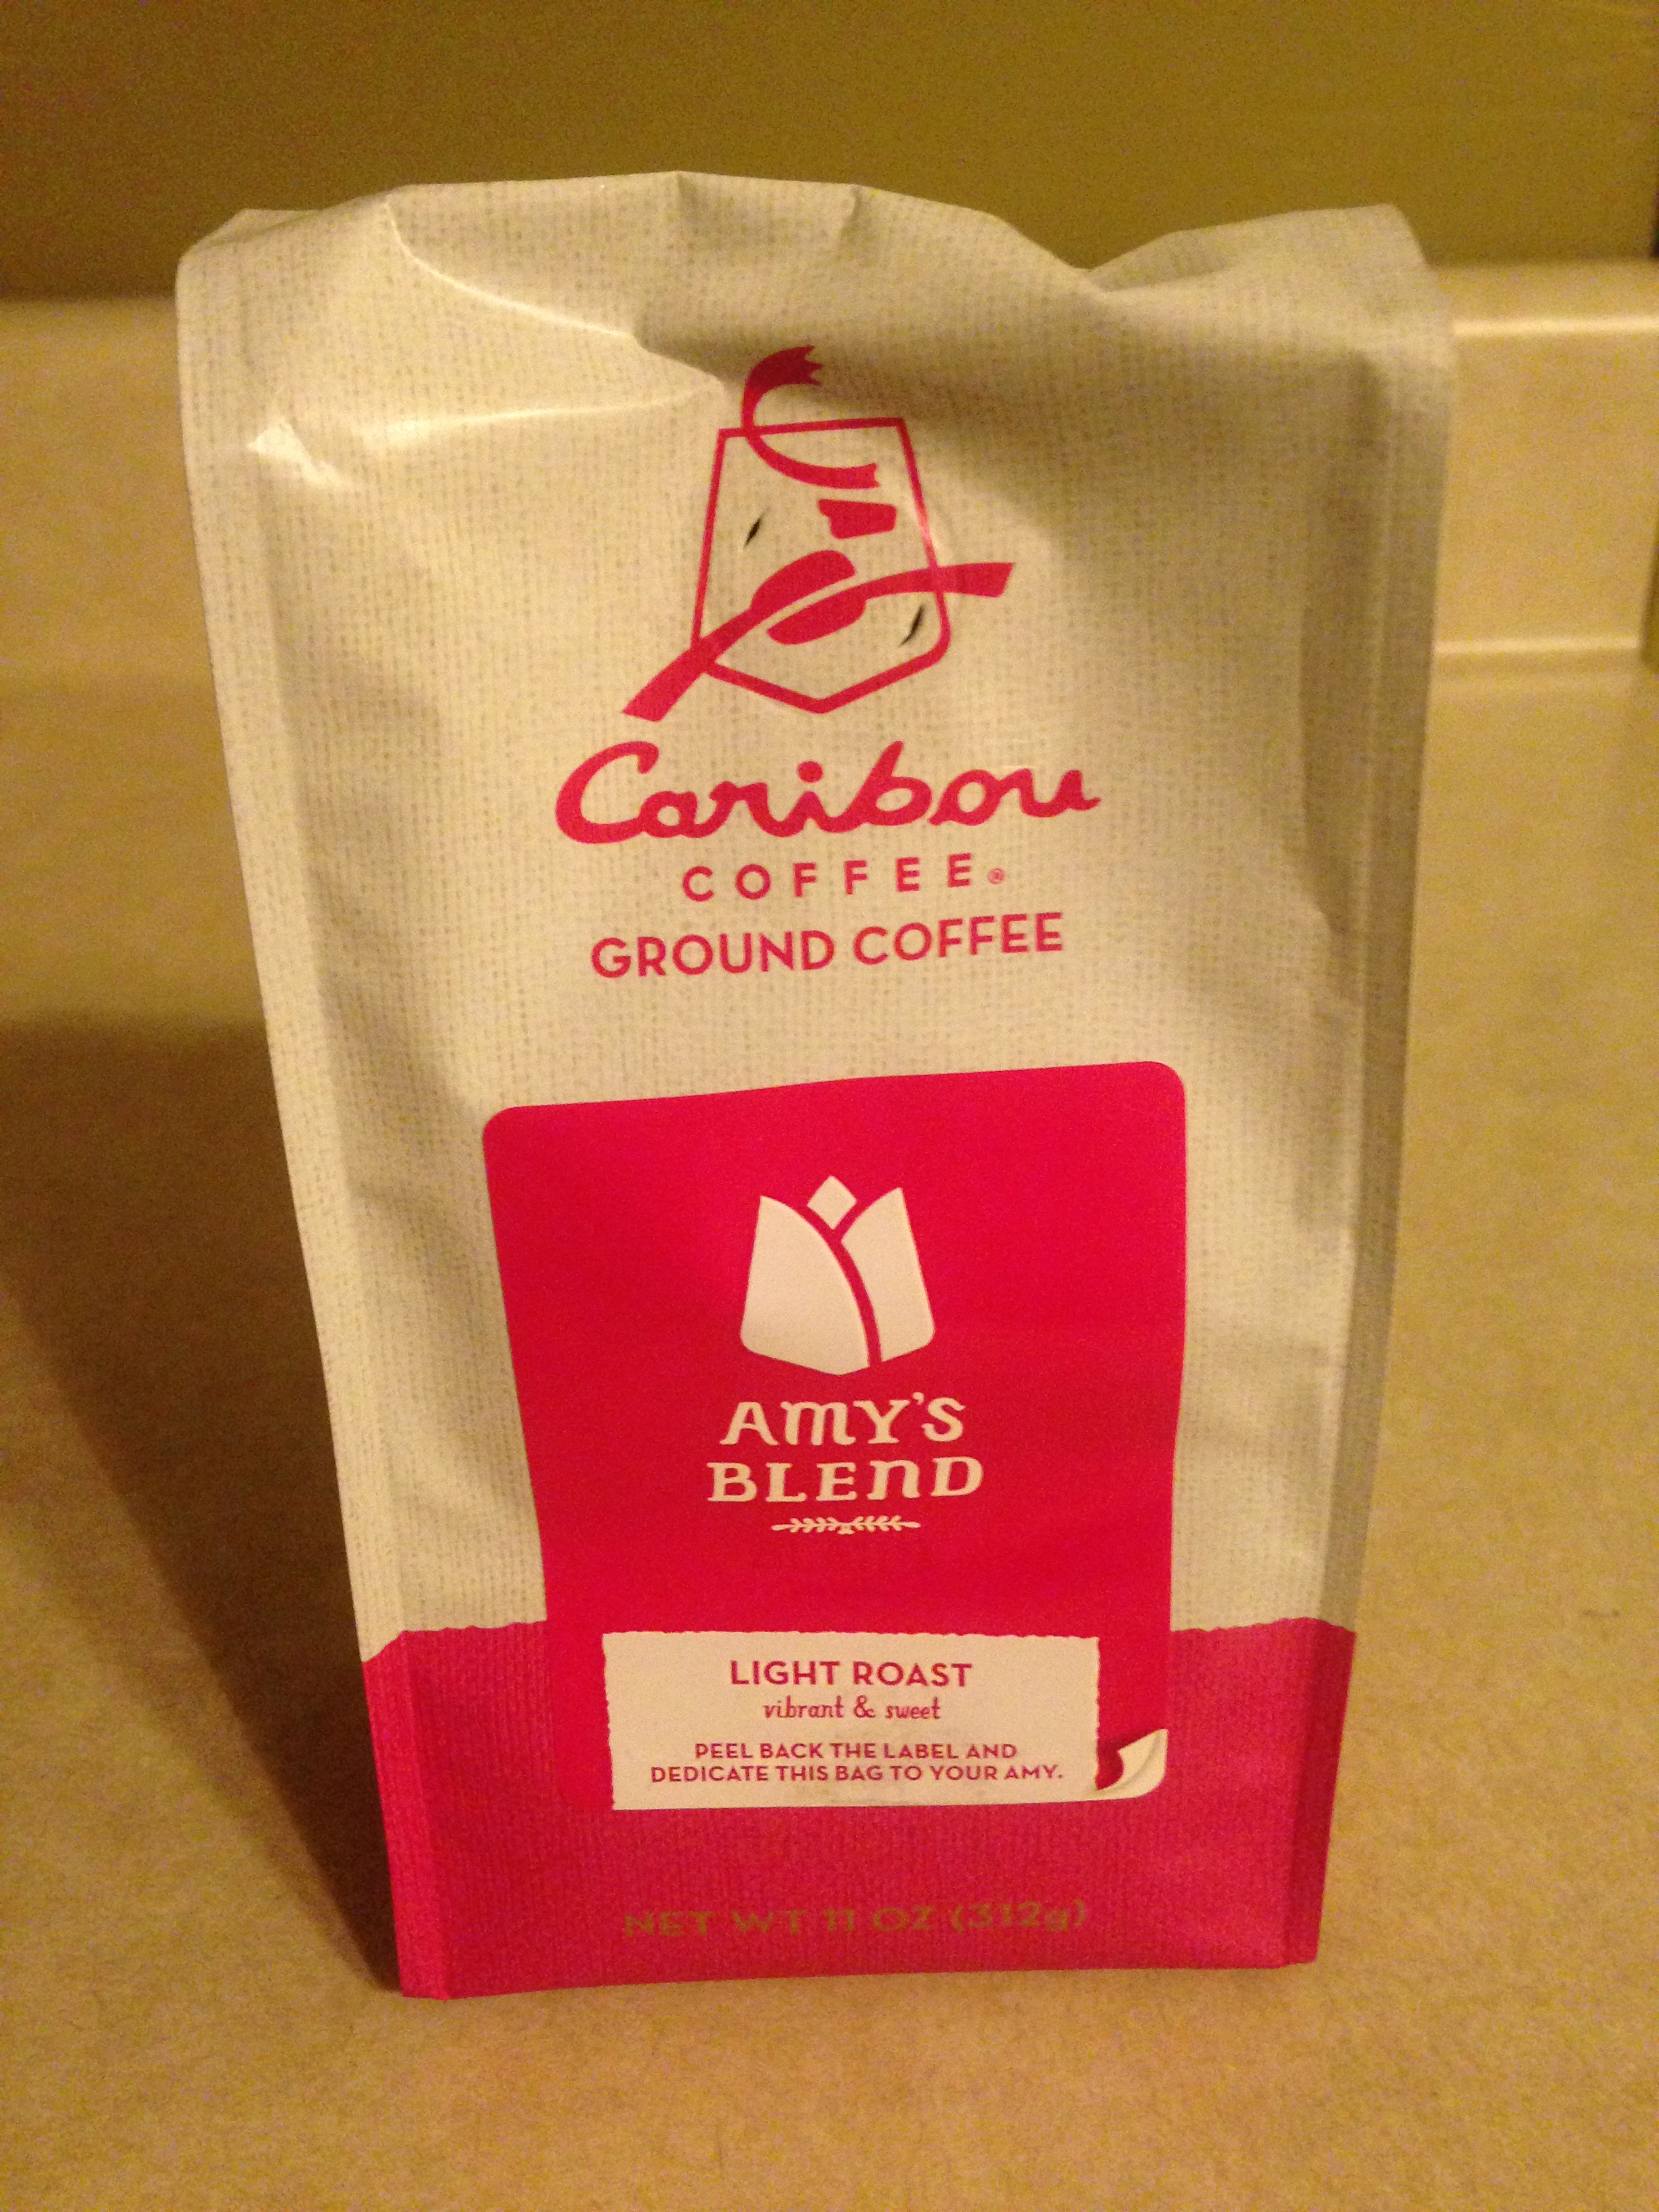 Caribou
COFFEE®
GROUND COFFEE
AMY'S
BLEND
LIGHT ROAST
vibrant & sweet
PEEL BACK THE LABEL AND
DEDICATE THIS BAG TO YOUR AMY.
NET WT 11 OZ (312g)